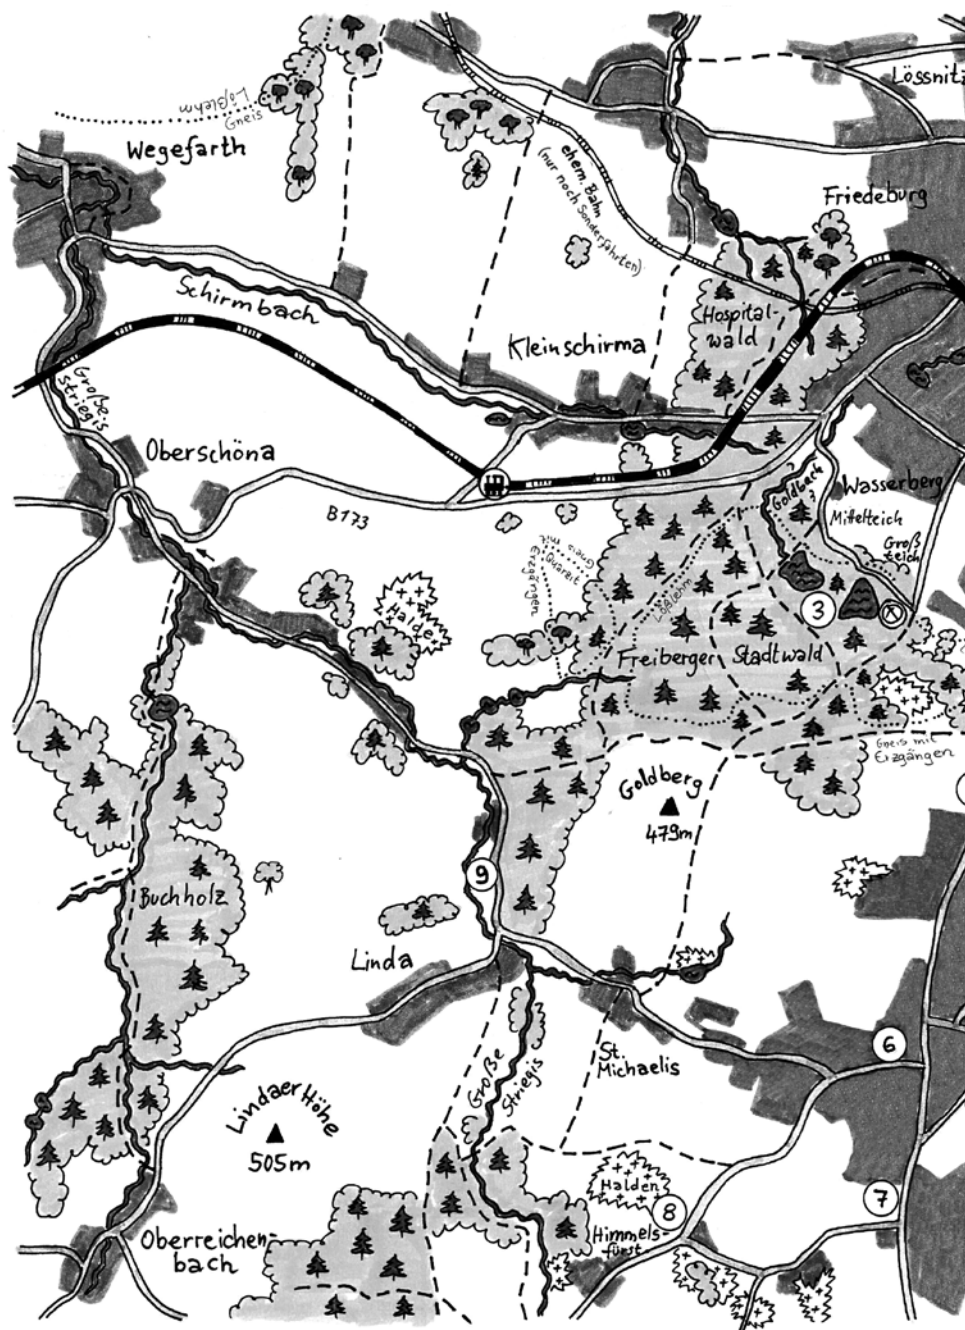 Lössnitz
Lößlehm
Gneis
Wegefarth
ehem. Bahn
(nur noch Sonderfahrten)
Friedeburg
Schirmbach
Hospital-
wald
Kleinschirma
Große
Striegis
Oberschöna
B173
Goldbach
Wasserberg
Mittelteich
Groß
teich
Gneis mit
Quarzit
Erzgängen
Lößlehm
3
Halde
Freiberger Stadtwald
Gneis mit
Erzgängen
Goldberg
479m
9
Buchholz
Linda
6
St.
Michaelis
Große
Striegis
Lindaer Höhe
505m
Halden
7
8
Himmels-
fürst
Oberreichen-
bach